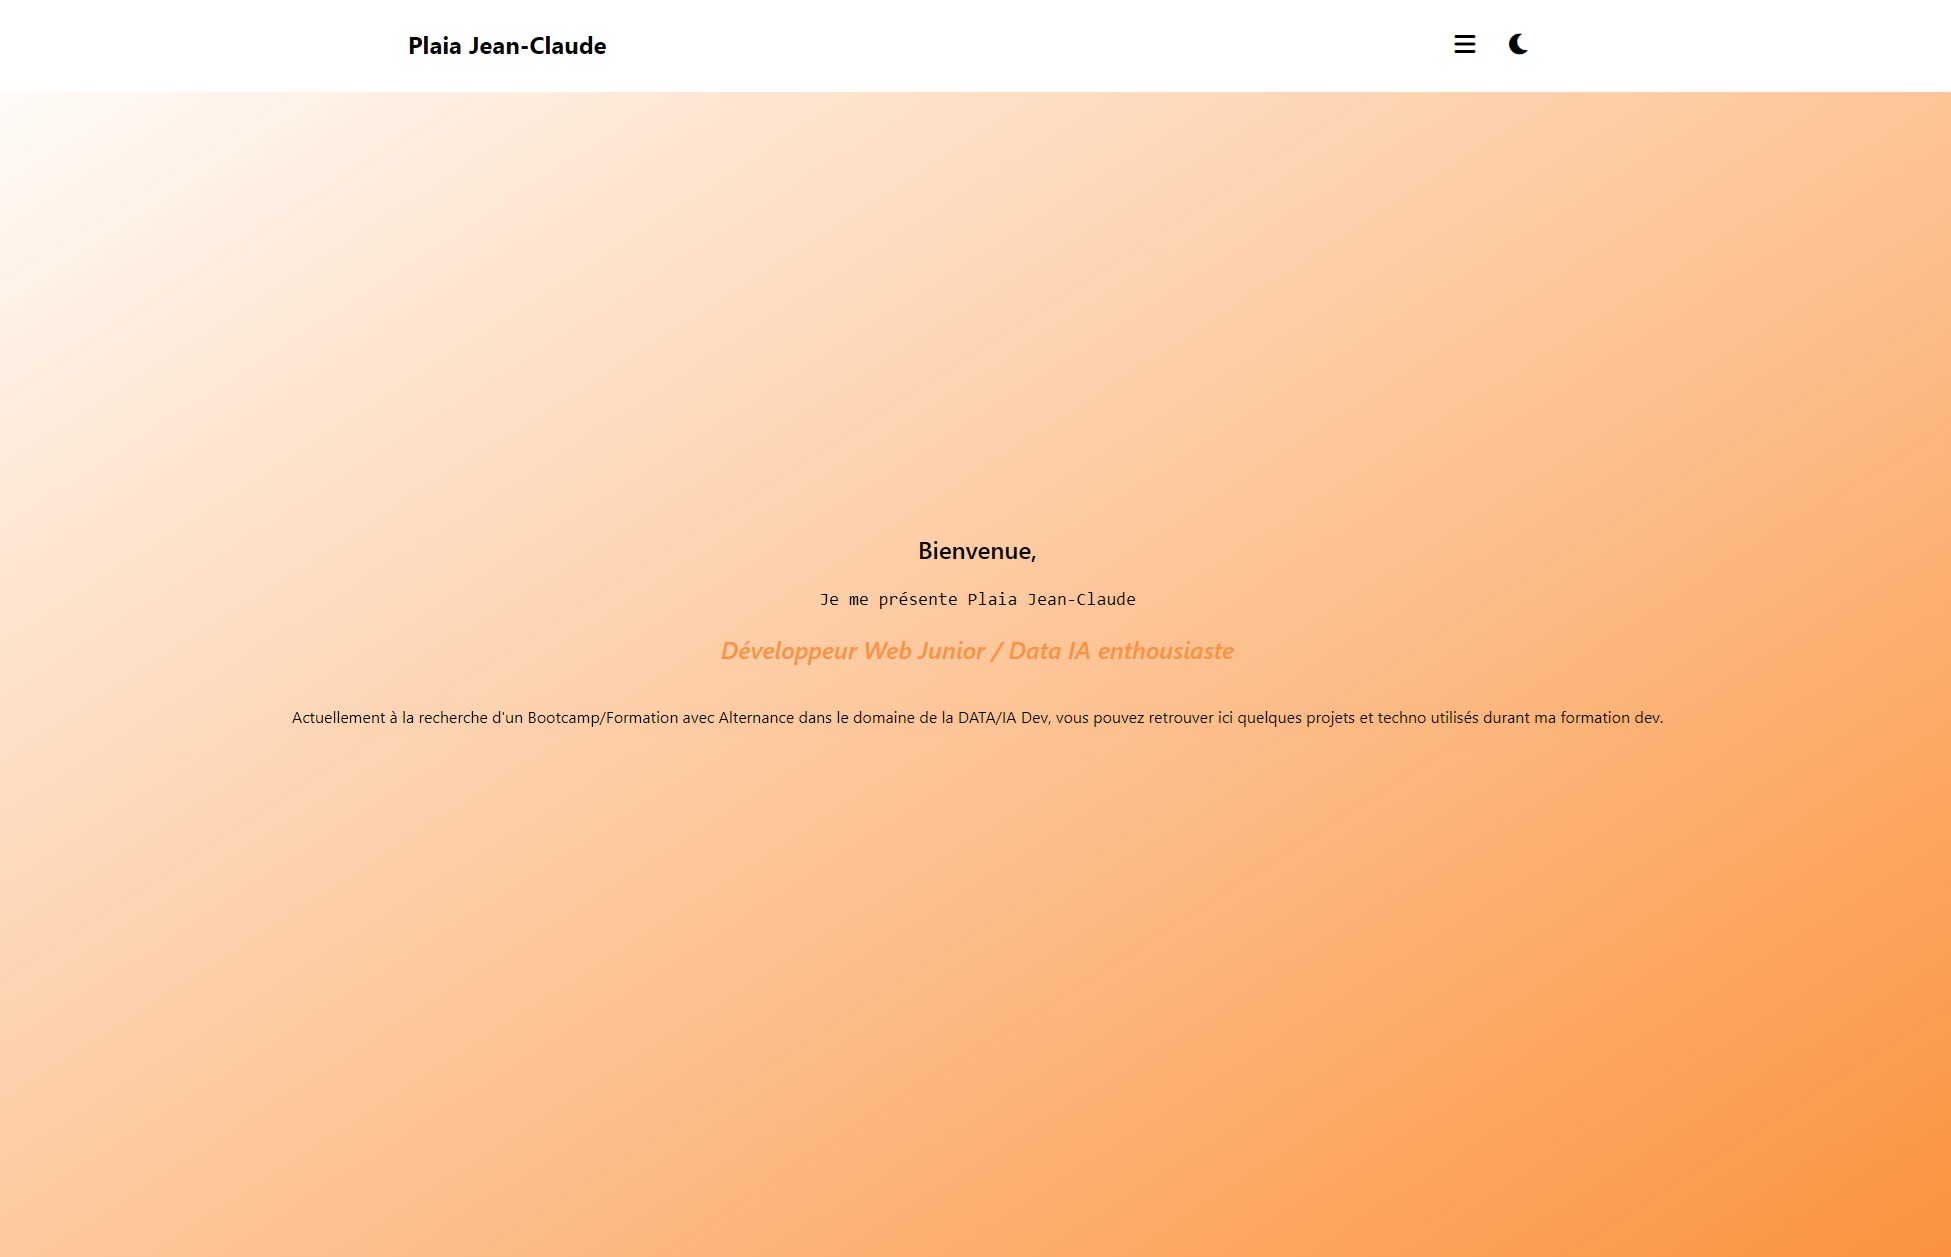 Plaia Jean-Claude
Bienvenue,
Je me présente Plaia Jean-Claude
Développeur Web Junior / Data IA enthousiaste
Actuellement à la recherche d'un Bootcamp/Formation avec Alternance dans le domaine de la DATA/IA Dev, vous pouvez retrouver ici quelques projets et techno utilisés durant ma formation dev.